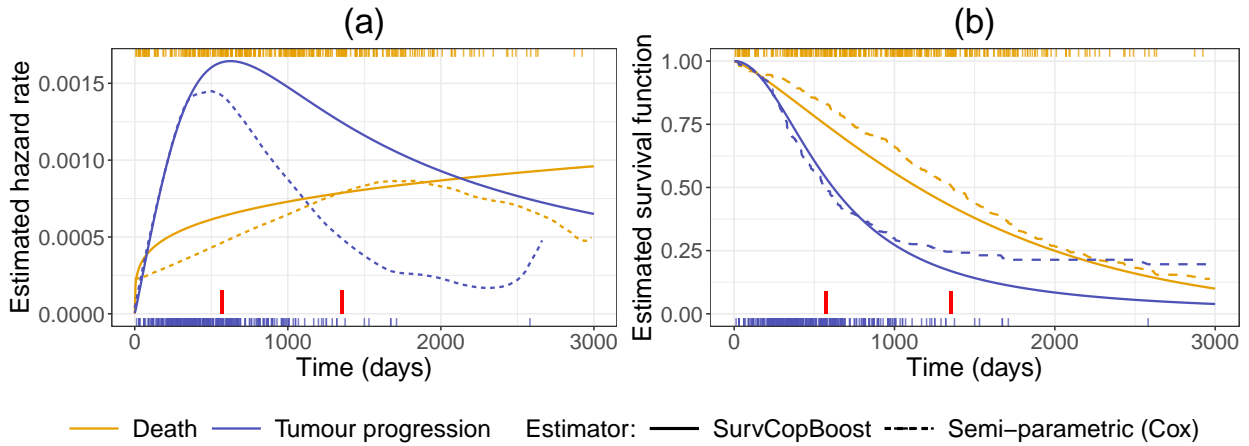 (a)
(b)
Estimated hazard rate
0.0015
0.0010
0.0005
0.0000
0
1000
2000
3000
Time (days)
Estimated survival function
1.00
0.75
0.50
0.25
0.00
0
1000
2000
3000
Time (days)
Death Tumour progression Estimator: SurvCopBoost Semi−parametric (Cox)